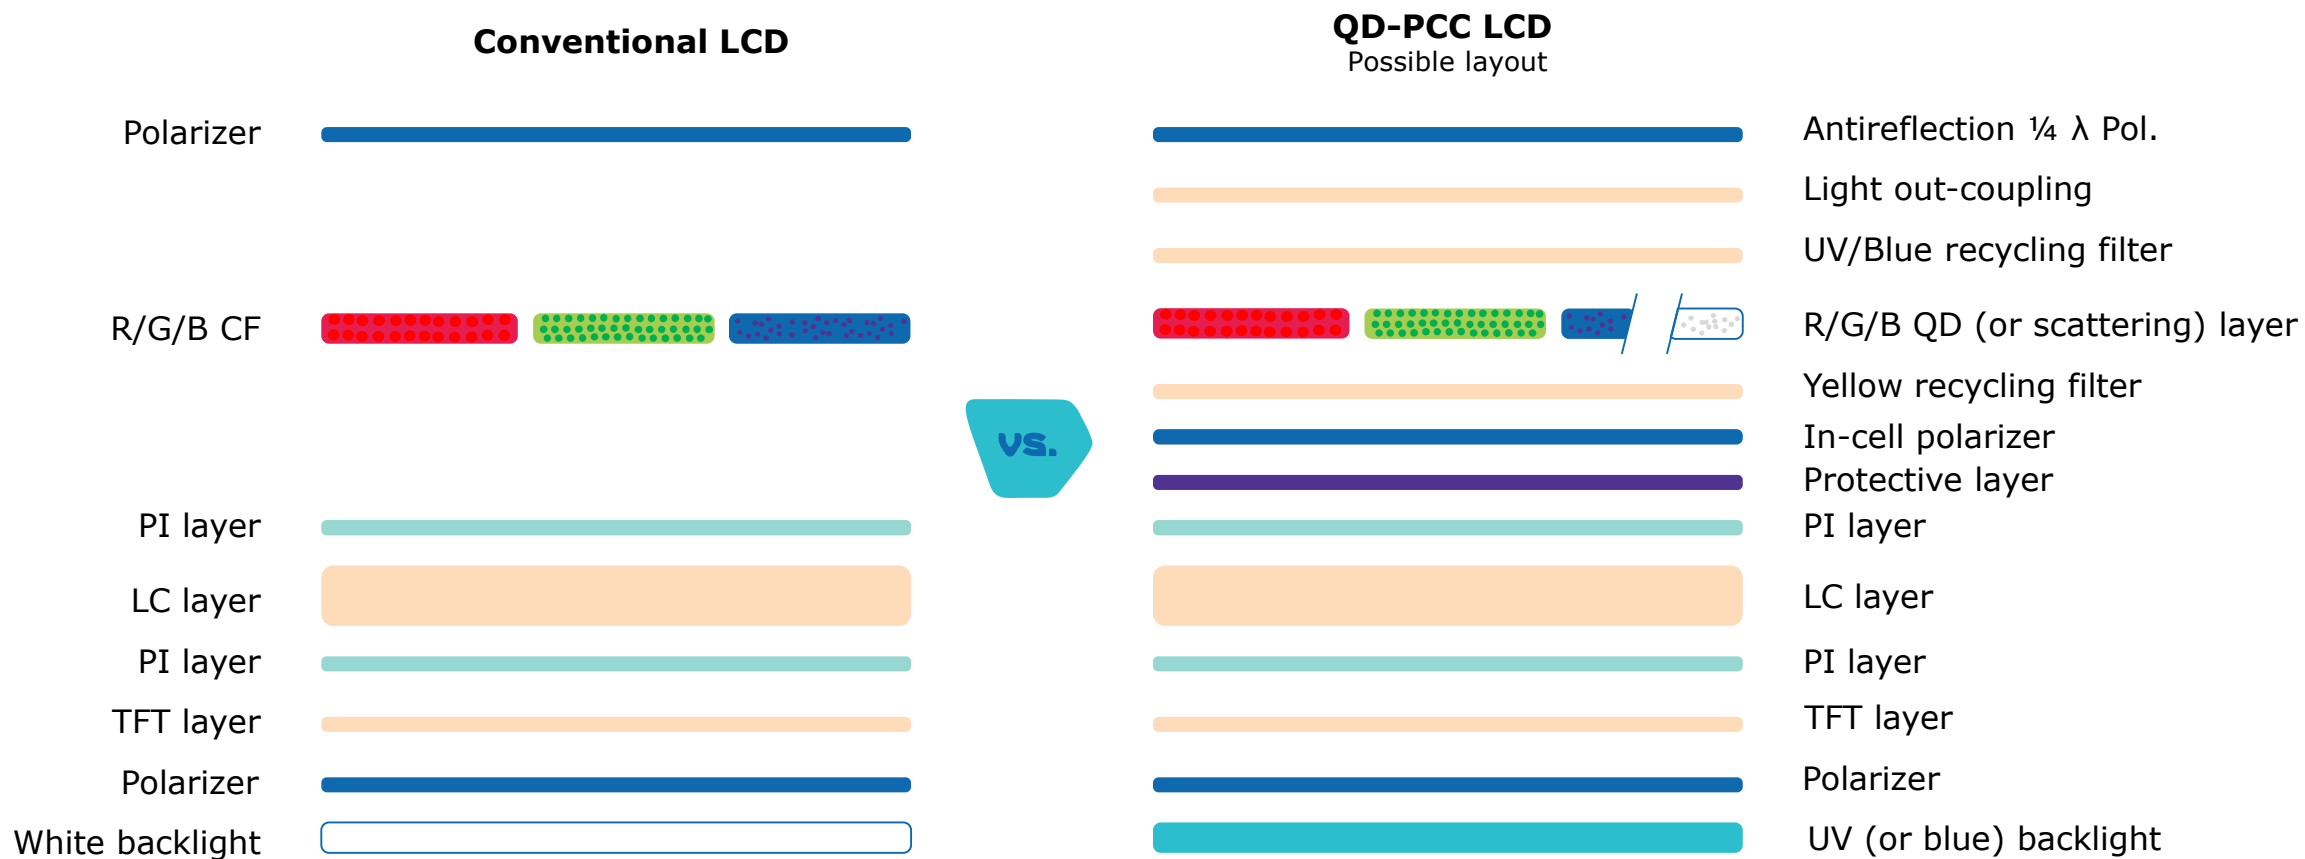 Conventional LCD
QD-PCC LCD
Possible layout
Polarizer
R/G/B CF
PI layer
LC layer
PI layer
TFT layer
Polarizer
White backlight
vs.
Antireflection ¼ λ Pol.
Light out-coupling
UV/Blue recycling filter
R/G/B QD (or scattering) layer
Yellow recycling filter
In-cell polarizer
Protective layer
PI layer
LC layer
PI layer
TFT layer
Polarizer
UV (or blue) backlight